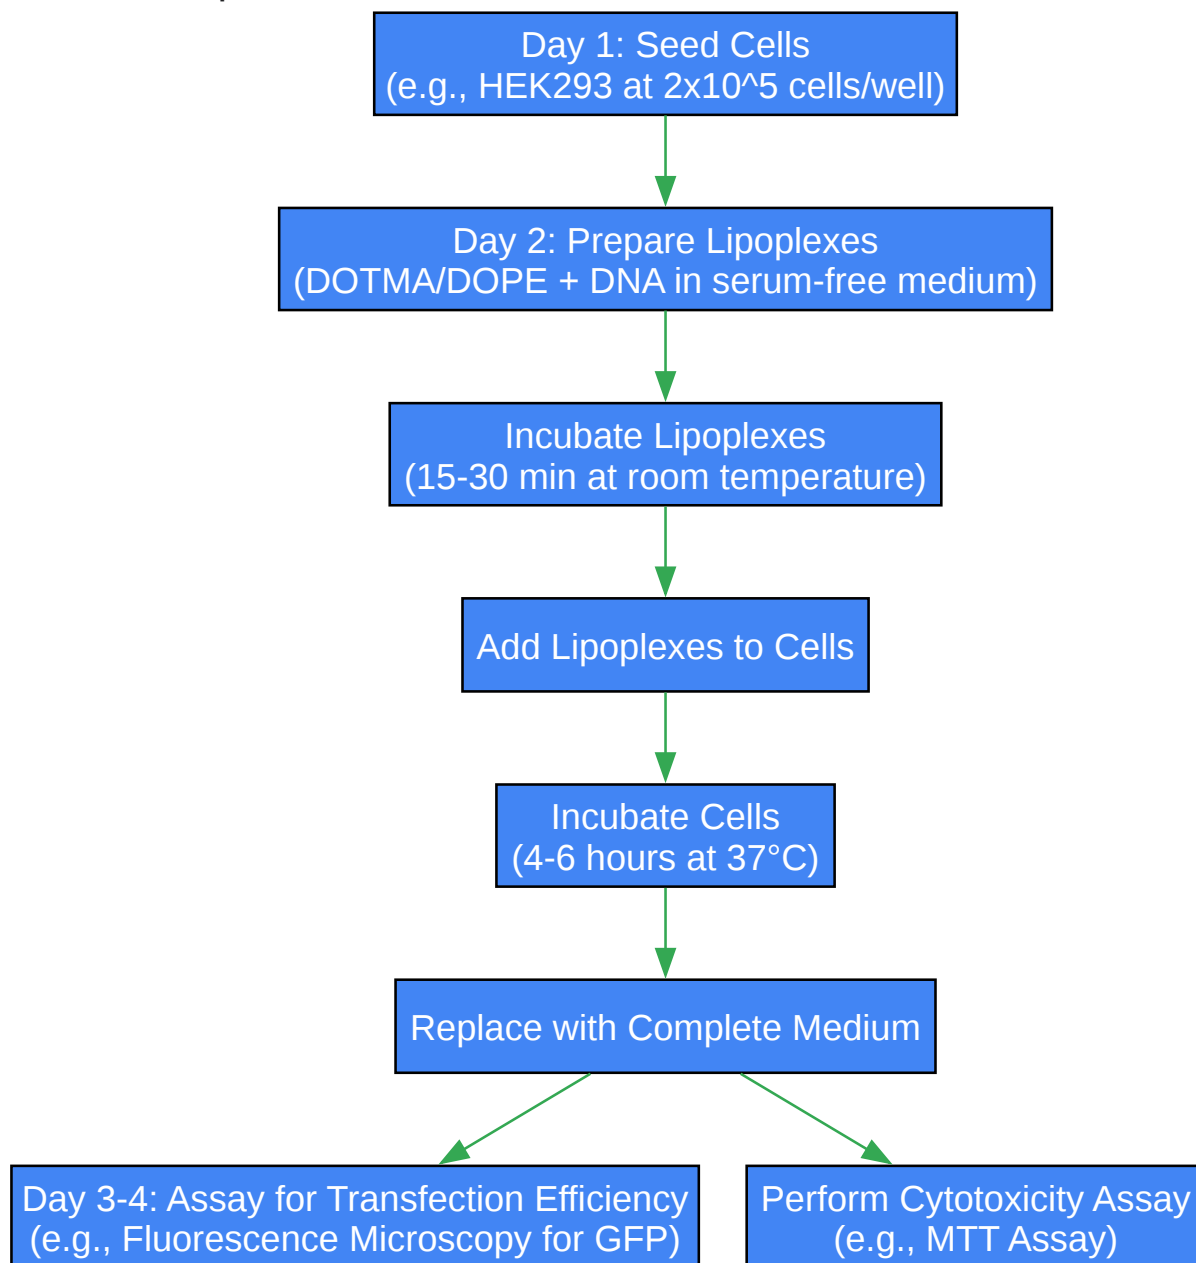 Day 1: Seed Cells
(e.g., HEK293 at 2x10^5 cells/well)
Day 2: Prepare Lipoplexes
(DOTMA/DOPE + DNA in serum-free medium)
Incubate Lipoplexes
(15-30 min at room temperature)
Add Lipoplexes to Cells
Incubate Cells
(4-6 hours at 37°C)
Replace with Complete Medium
Day 3-4: Assay for Transfection Efficiency
(e.g., Fluorescence Microscopy for GFP)
Perform Cytotoxicity Assay
(e.g., MTT Assay)